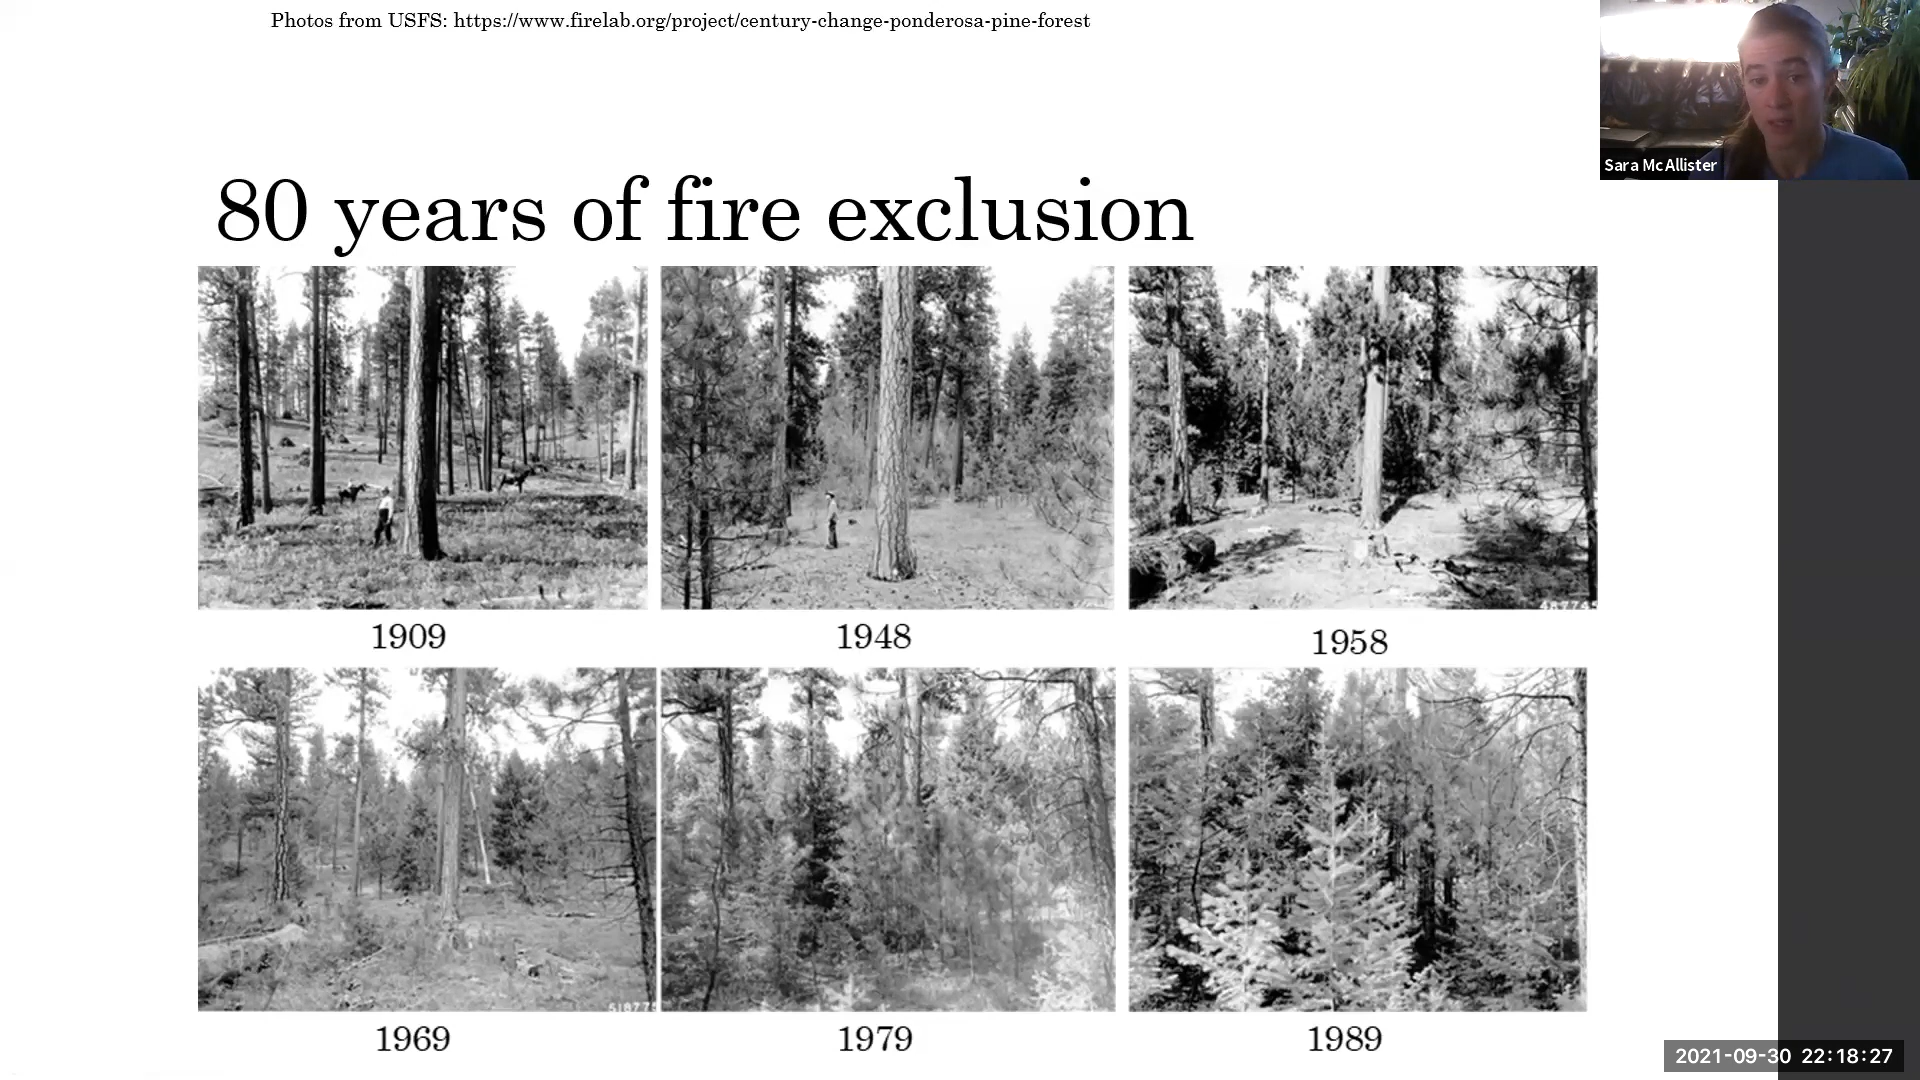 Photos from USFS: https://www.firelab.org/project/century-change-ponderosa-pine-forest
Sara McAllister
80 years of fire exclusion
1909
1948
1958
1969
1979
1989
2021-09-30 22:18:27